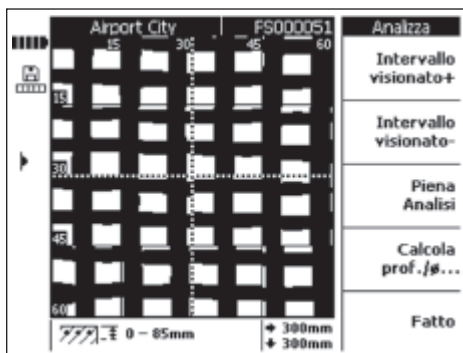 Airport City FS000051 Analizza
15 30 45 60
15
30
45
60
Intervallo
visionato+
Intervallo
visionato-
Piena
Analisi
Calcola
prof./ø...
Fatto
0 - 85mm
300mm
300mm